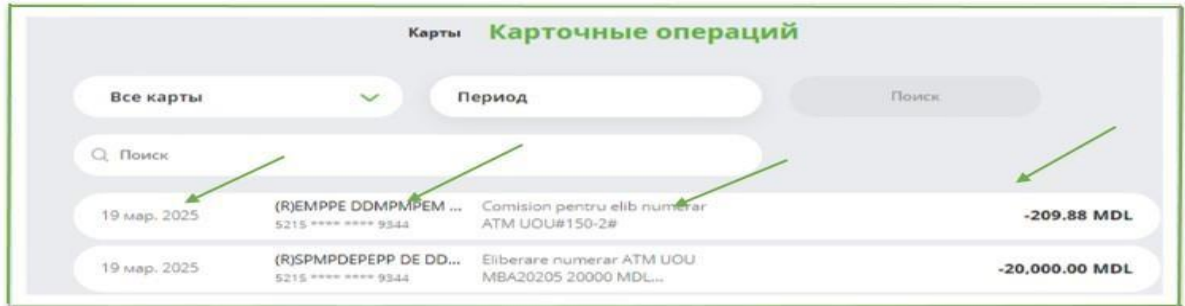 Карты Карточные операций
Все карты Период Поиск
Поиск
19 мар. 2025 (R)EMPPE DDMPMPEM ... Comision pentru elib numerar
5215 **** **** 9344 ATM UOU#150-2# -209.88 MDL
19 мар. 2025 (R)SPMPDEPEPP DE DD... Eliberare numerar ATM UOU
5215 **** **** 9344 MBA20205 20000 MDL... -20,000.00 MDL